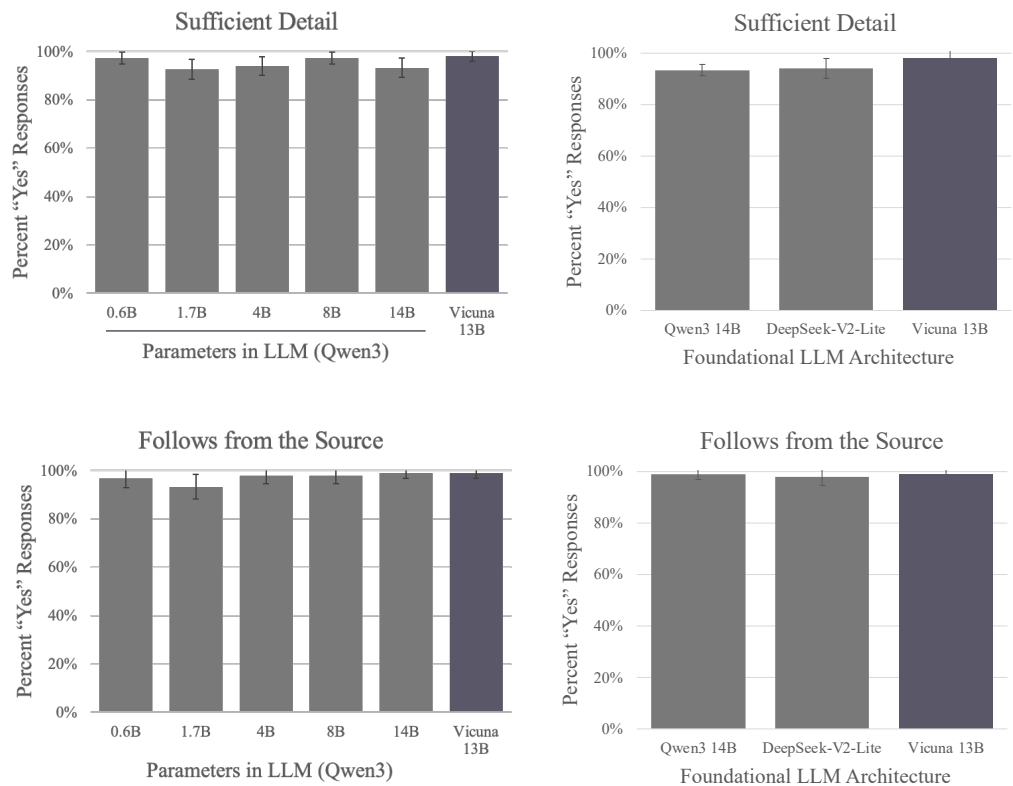 Sufficient Detail
Percent “Yes” Responses
100%
80%
60%
40%
20%
0%
0.6B 1.7B 4B 8B 14B Vicuna
13B
Parameters in LLM (Qwen3)
Sufficient Detail
Percent “Yes” Responses
100%
80%
60%
40%
20%
0%
Qwen3 14B DeepSeek-V2-Lite Vicuna 13B
Foundational LLM Architecture
Follows from the Source
Percent “Yes” Responses
100%
80%
60%
40%
20%
0%
0.6B 1.7B 4B 8B 14B Vicuna
13B
Parameters in LLM (Qwen3)
Follows from the Source
Percent “Yes” Responses
100%
80%
60%
40%
20%
0%
Qwen3 14B DeepSeek-V2-Lite Vicuna 13B
Foundational LLM Architecture